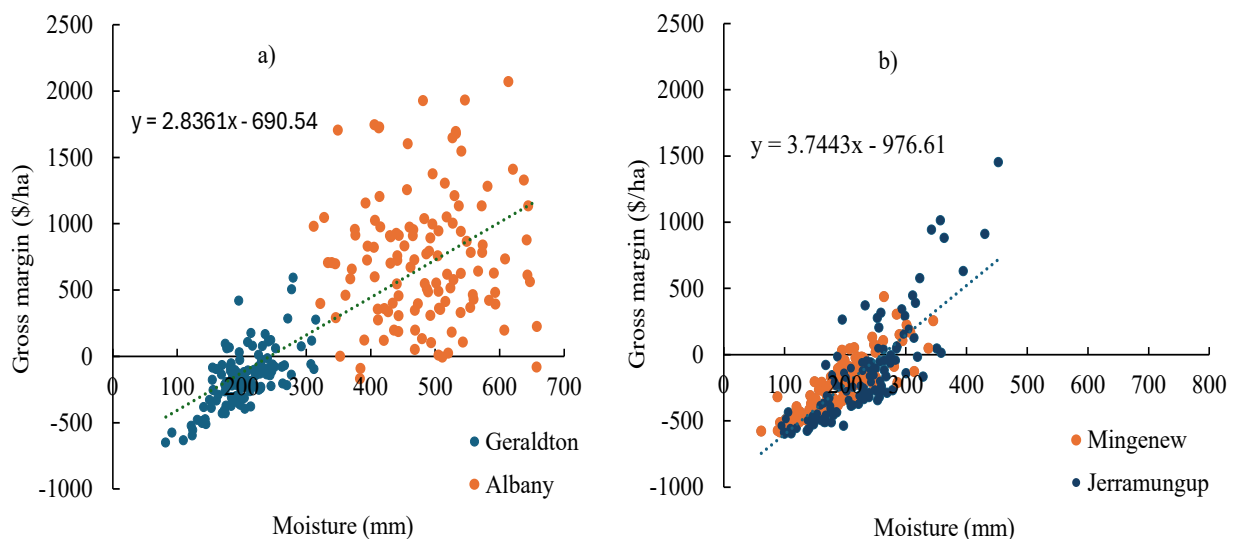 a)
y = 2.8361x - 690.54
Gross margin ($/ha)
2500
2000
1500
1000
500
0
-500
-1000
0 100 200 300 400 500 600 700
Geraldton
Albany
Moisture (mm)
b)
y = 3.7443x - 976.61
Gross margin ($/ha)
2500
2000
1500
1000
500
0
-500
-1000
0 100 200 300 400 500 600 700 800
Mingenew
Jerramungup
Moisture (mm)